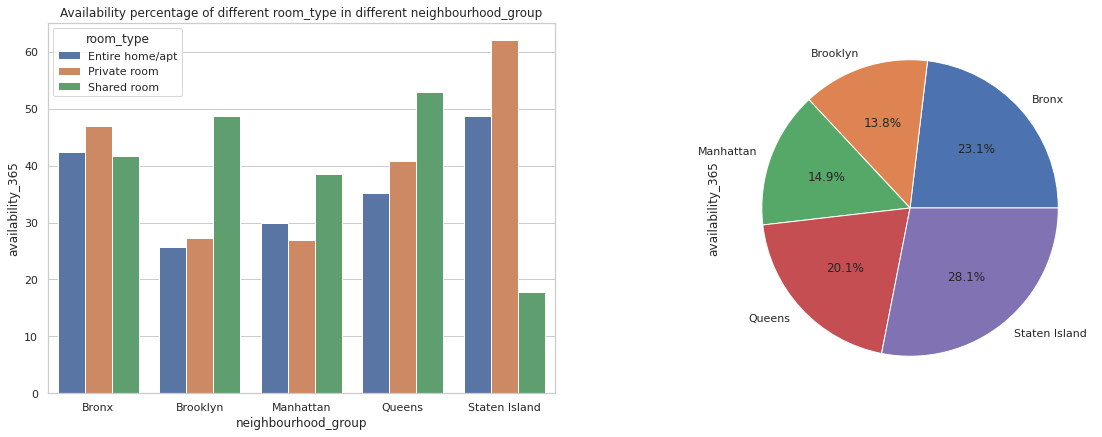 Availability percentage of different room_type in different neighbourhood_group
room_type
Entire home/apt
Private room
Shared room
availability_365
60
50
40
30
20
10
0
Bronx
Brooklyn
Manhattan
Queens
Staten Island
neighbourhood_group
availability_365
Brooklyn
Bronx
Manhattan
Queens
Staten Island
13.8%
23.1%
14.9%
20.1%
28.1%